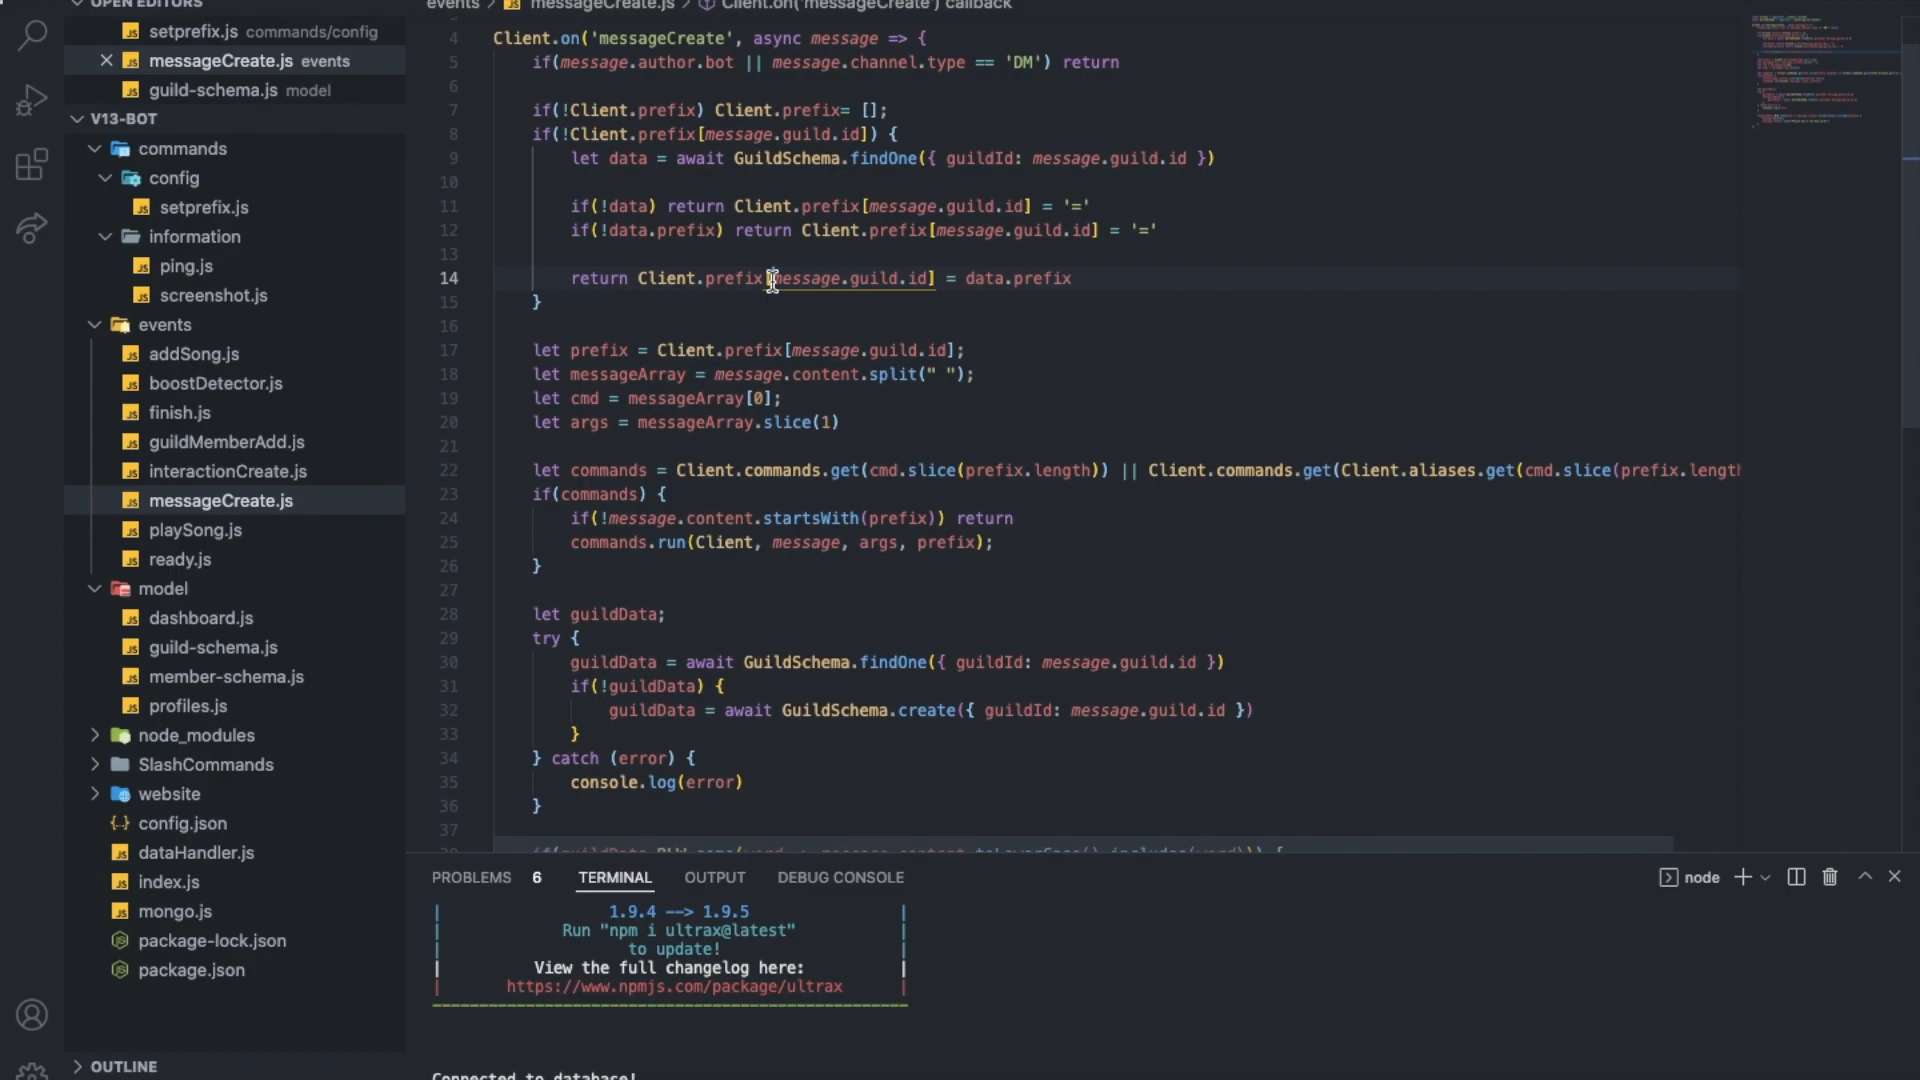 OPEN EDITORS
setprefix.js commands/config
messageCreate.js events
guild-schema.js model
V13-BOT
commands
config
setprefix.js
information
ping.js
screenshot.js
events
addSong.js
boostDetector.js
finish.js
guildMemberAdd.js
interactionCreate.js
messageCreate.js
playSong.js
ready.js
model
dashboard.js
guild-schema.js
member-schema.js
profiles.js
node_modules
SlashCommands
website
config.json
dataHandler.js
index.js
mongo.js
package-lock.json
package.json
OUTLINE
events > messageCreate.js > Client.on('messageCreate') callback
4 Client.on('messageCreate', async message => {
5 if(message.author.bot || message.channel.type == 'DM') return
6
7 if(!Client.prefix) Client.prefix= [];
8 if(!Client.prefix[message.guild.id]) {
9 let data = await GuildSchema.findOne({ guildId: message.guild.id })
10
11 if(!data) return Client.prefix[message.guild.id] = '='
12 if(!data.prefix) return Client.prefix[message.guild.id] = '='
13
14 return Client.prefix[message.guild.id] = data.prefix
15 }
16
17 let prefix = Client.prefix[message.guild.id];
18 let messageArray = message.content.split(" ");
19 let cmd = messageArray[0];
20 let args = messageArray.slice(1)
21
22 let commands = Client.commands.get(cmd.slice(prefix.length)) || Client.commands.get(Client.aliases.get(cmd.slice(prefix.length
23 if(commands) {
24 if(!message.content.startsWith(prefix)) return
25 commands.run(Client, message, args, prefix);
26 }
27
28 let guildData;
29 try {
30 guildData = await GuildSchema.findOne({ guildId: message.guild.id })
31 if(!guildData) {
32 guildData = await GuildSchema.create({ guildId: message.guild.id })
33 }
34 } catch (error) {
35 console.log(error)
36 }
37
PROBLEMS 6 TERMINAL OUTPUT DEBUG CONSOLE node
| 1.9.4 --> 1.9.5 |
| Run "npm i ultrax@latest" |
| to update! |
| View the full changelog here: |
| https://www.npmjs.com/package/ultrax |
Connected to database!